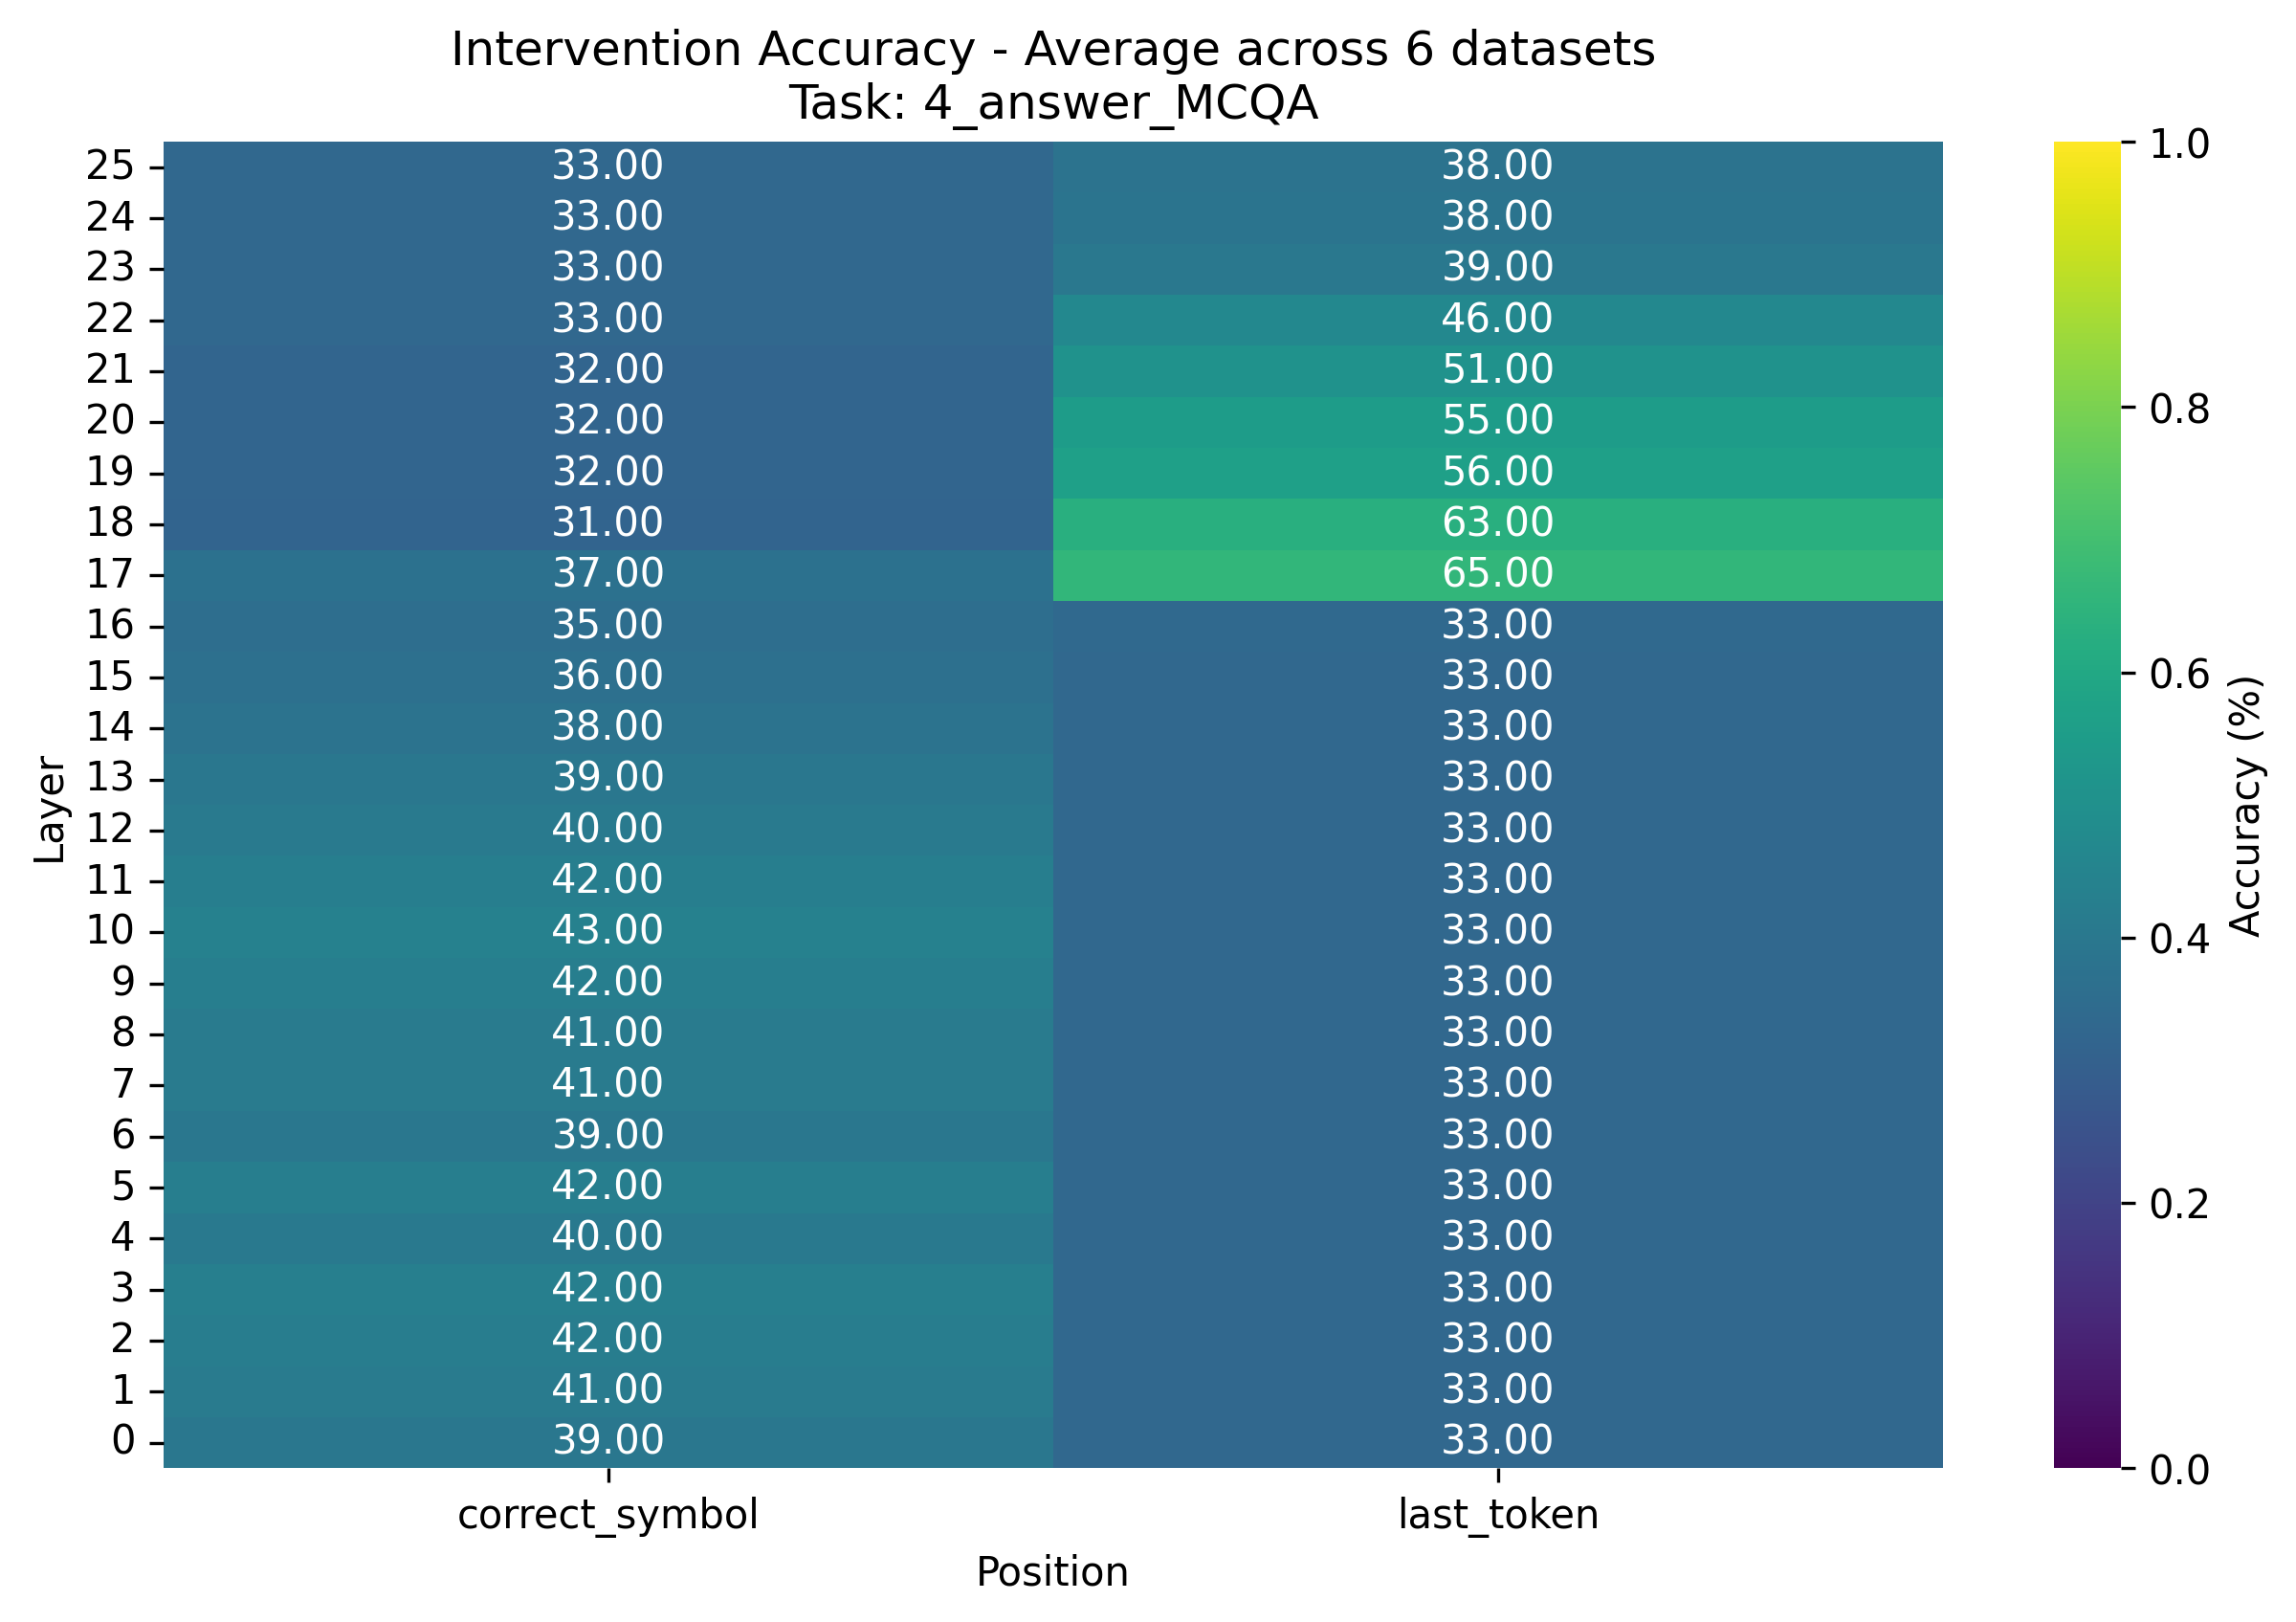 Intervention Accuracy - Average across 6 datasets
Task: 4_answer_MCQA
25 33.00 38.00
24 33.00 38.00
23 33.00 39.00
22 33.00 46.00
21 32.00 51.00
20 32.00 55.00
19 32.00 56.00
18 31.00 63.00
17 37.00 65.00
16 35.00 33.00
15 36.00 33.00
14 38.00 33.00
13 39.00 33.00
12 40.00 33.00
11 42.00 33.00
10 43.00 33.00
9 42.00 33.00
8 41.00 33.00
7 41.00 33.00
6 39.00 33.00
5 42.00 33.00
4 40.00 33.00
3 42.00 33.00
2 42.00 33.00
1 41.00 33.00
0 39.00 33.00
Layer
correct_symbol last_token
Position
1.0
0.8
0.6
0.4
0.2
0.0
Accuracy (%)